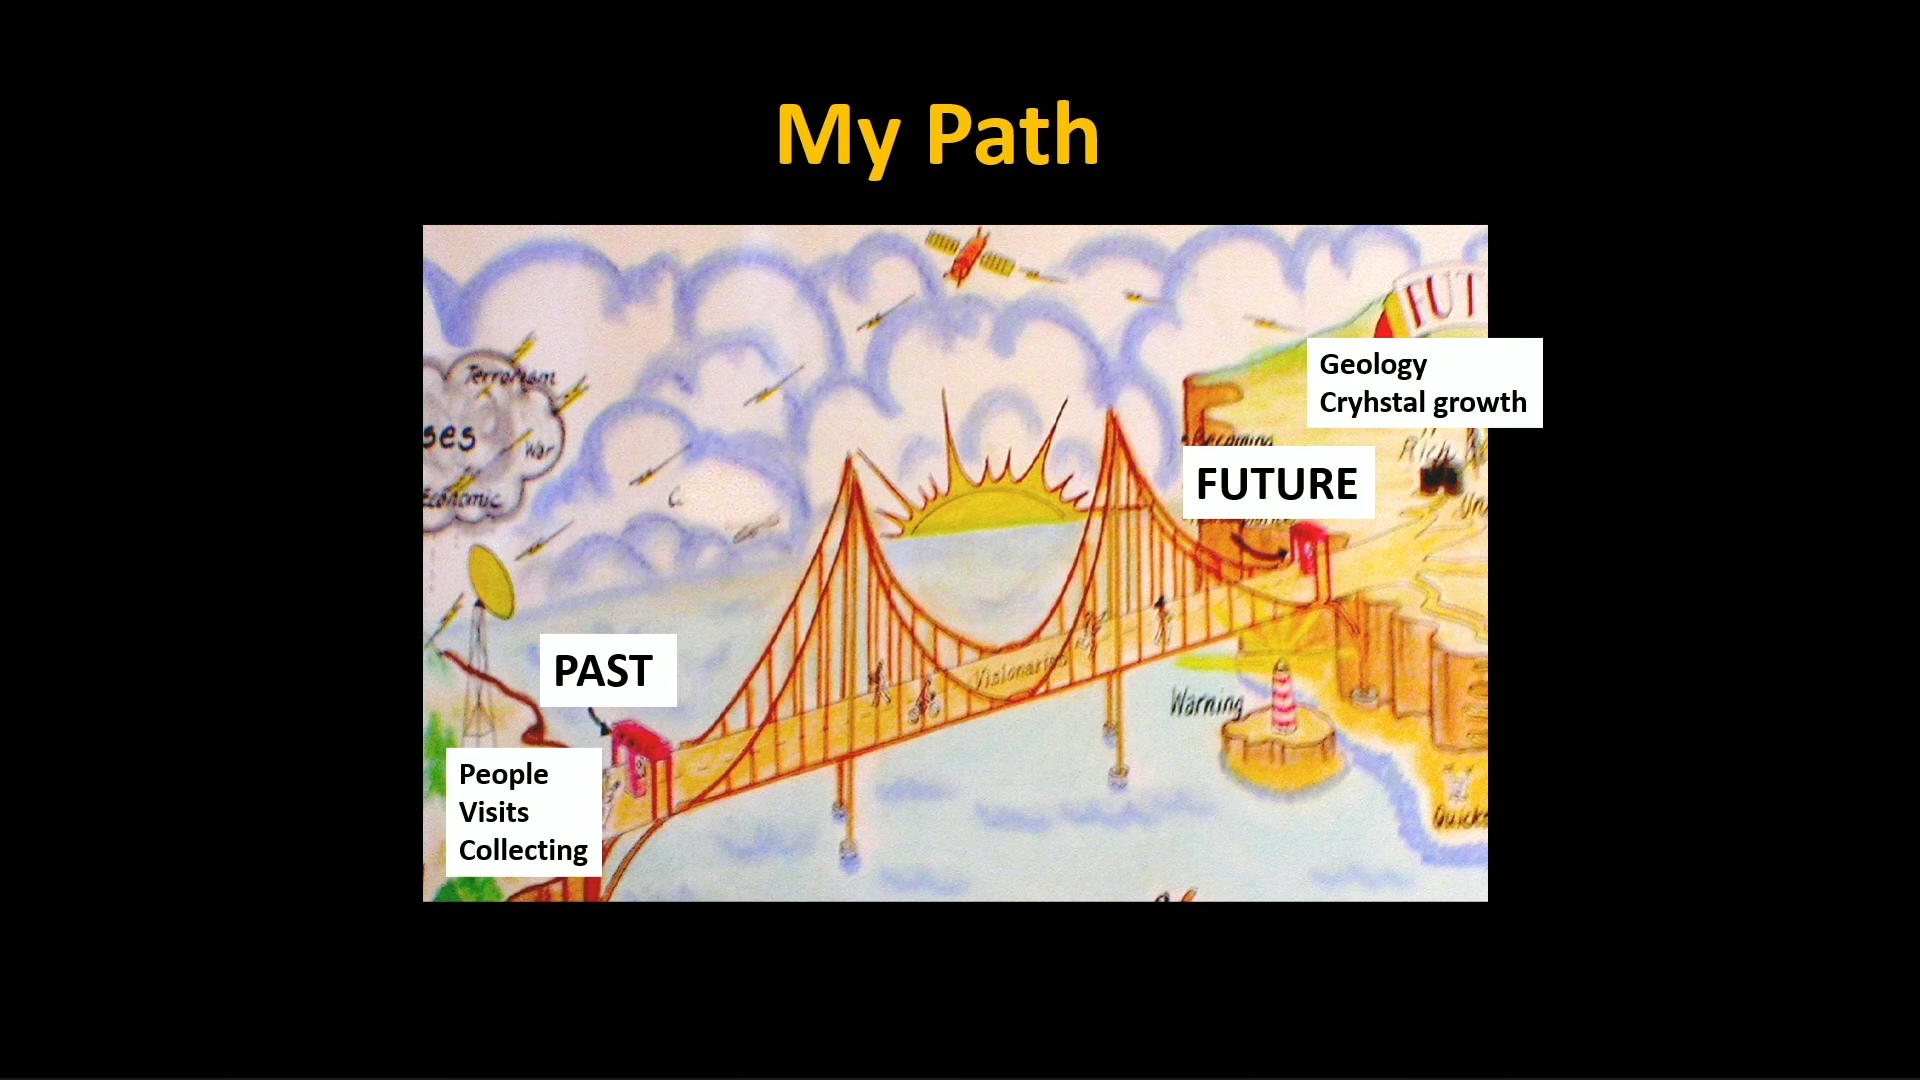 My Path
FUT
Terrorism
ses
War
Economic
Geology
Cryhstal growth
Becoming
Rich
FUTURE
PAST
Visionaries
Warning
People
Visits
Collecting
Quicks